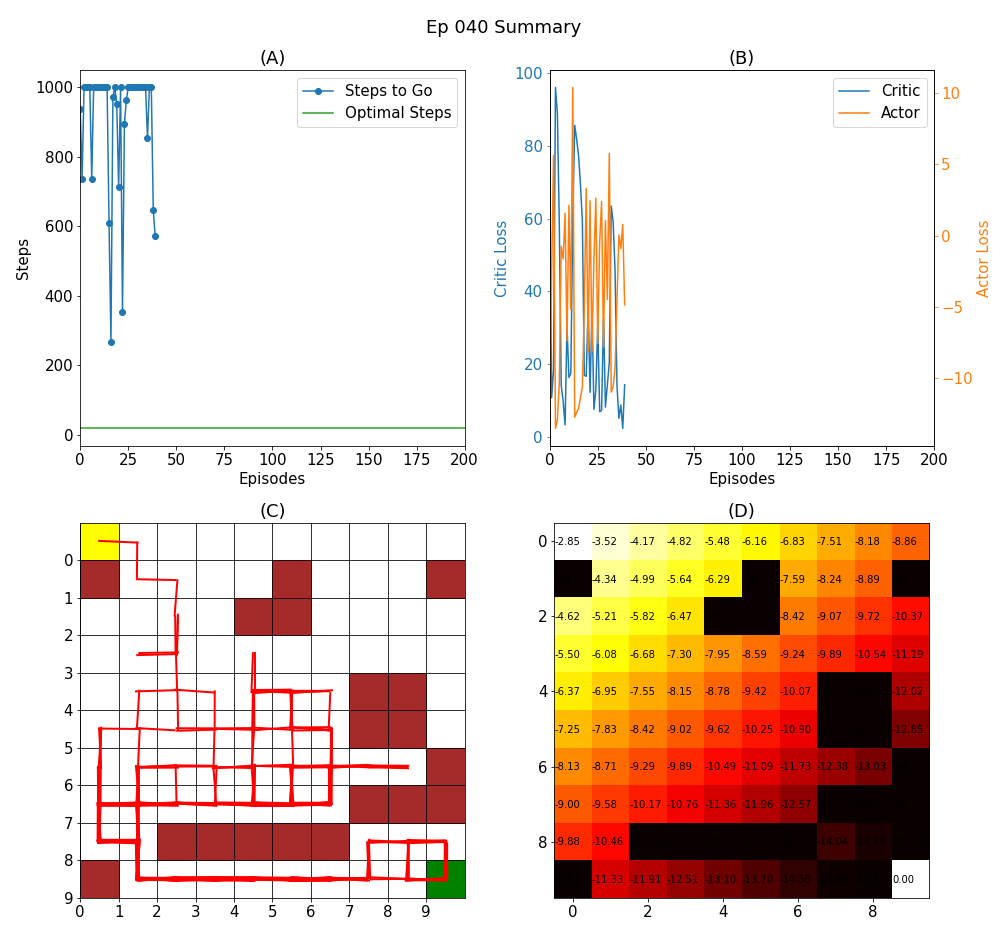 Ep 040 Summary
(A)
1000
800
600
400
200
0
Steps
Steps to Go
Optimal Steps
0 25 50 75 100 125 150 175 200
Episodes
(B)
100
80
60
40
20
0
Critic Loss
Critic
Actor
10
5
0
−5
−10
Actor Loss
0 25 50 75 100 125 150 175 200
Episodes
(C)
0
1
2
3
4
5
6
7
8
9
0 1 2 3 4 5 6 7 8 9
(D)
0 -2.85 -3.52 -4.17 -4.82 -5.48 -6.16 -6.83 -7.51 -8.18 -8.86
-4.34 -4.99 -5.64 -6.29 -7.59 -8.24 -8.89
2 -4.62 -5.21 -5.82 -6.47 -8.42 -9.07 -9.72 -10.37
-5.50 -6.08 -6.68 -7.30 -7.95 -8.59 -9.24 -9.89 -10.54 -11.19
4 -6.37 -6.95 -7.55 -8.15 -8.78 -9.42 -10.07 -12.02
-7.25 -7.83 -8.42 -9.02 -9.62 -10.25 -10.90 -12.85
6 -8.13 -8.71 -9.29 -9.89 -10.49 -11.09 -11.73 -12.38 -13.03
-9.00 -9.58 -10.17 -10.76 -11.36 -11.96 -12.57
8 -9.88 -10.46 -14.04
-11.33 -11.91 -12.51 -13.10 -13.70 -14.30 0.00
0 2 4 6 8